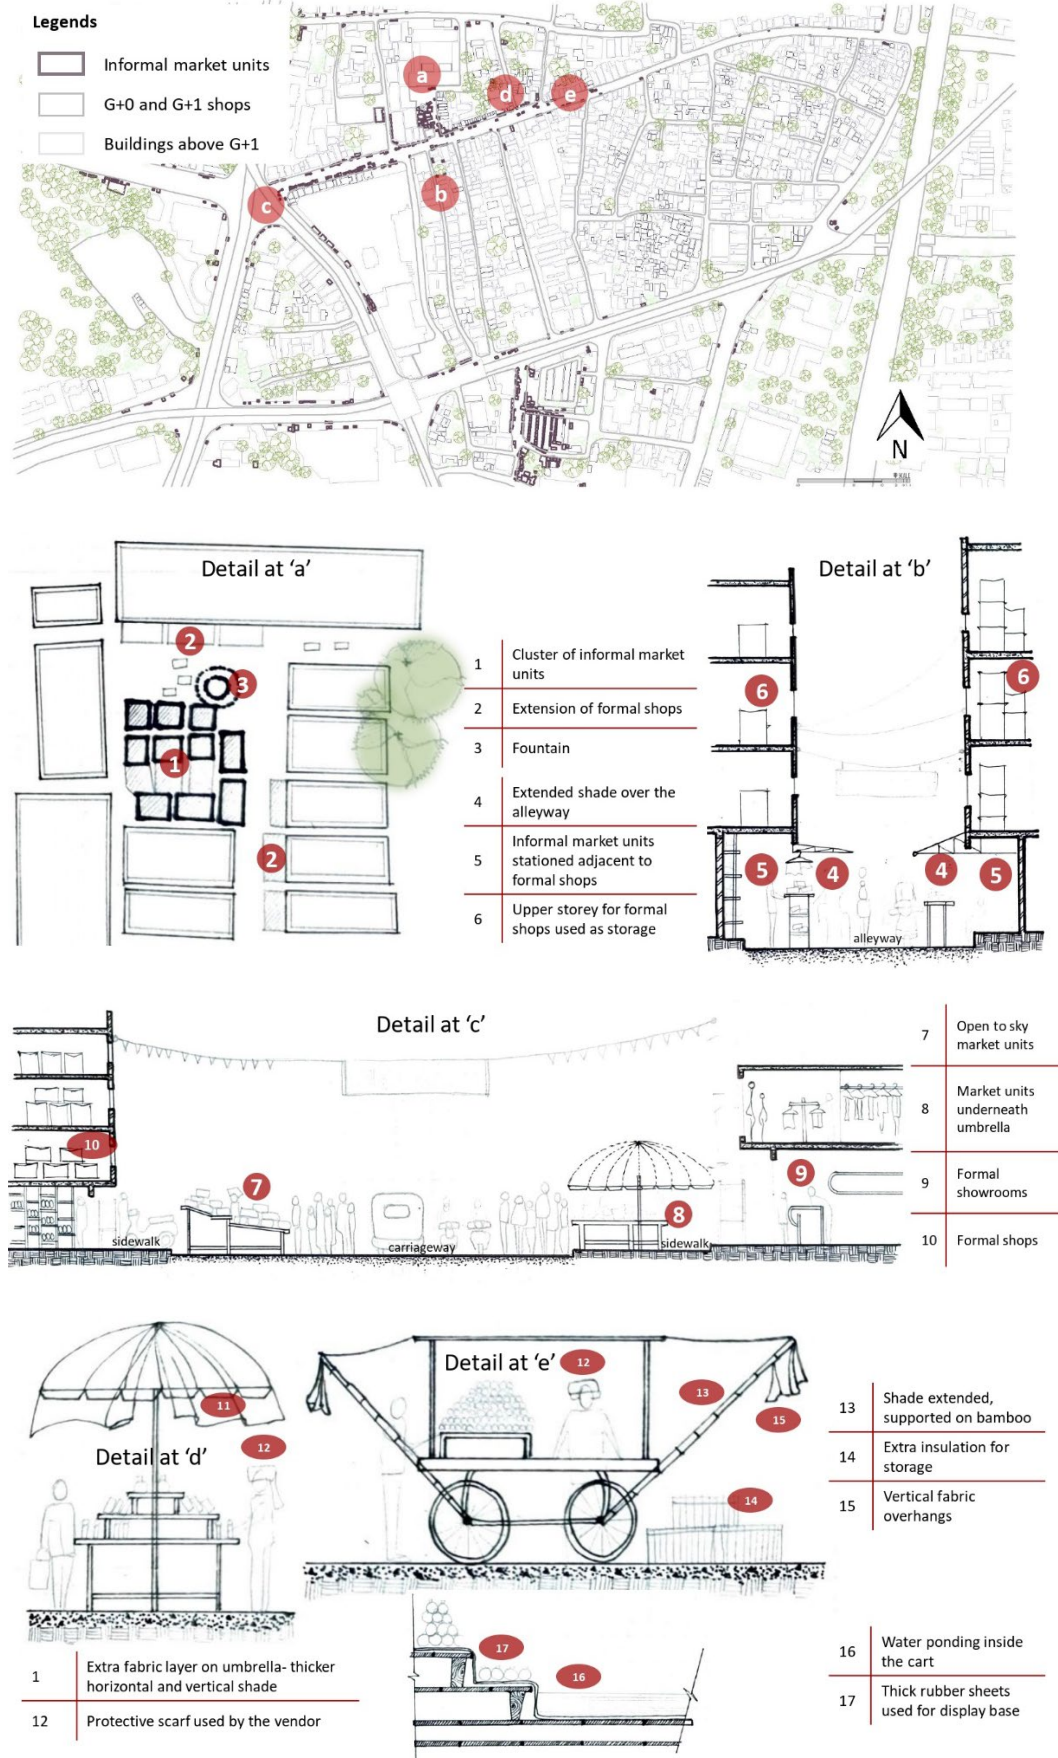 Legends
Informal market units
G+0 and G+1 shops
Buildings above G+1
a
d
e
b
c
N
Detail at ‘a’
2
3
1
2
1 Cluster of informal market
units
2 Extension of formal shops
3 Fountain
4 Extended shade over the
alleyway
5 Informal market units
stationed adjacent to
formal shops
6 Upper storey for formal
shops used as storage
Detail at ‘b’
6
6
5
4
4
5
alleyway
Detail at ‘c’
10
7
8
9
sidewalk
carriageway
sidewalk
7 Open to sky
market units
8 Market units
underneath
umbrella
9 Formal
showrooms
10 Formal shops
11
12
Detail at ‘d’
1 Extra fabric layer on umbrella- thicker
horizontal and vertical shade
12 Protective scarf used by the vendor
Detail at ‘e’
12
13
15
14
13 Shade extended,
supported on bamboo
14 Extra insulation for
storage
15 Vertical fabric
overhangs
17
16
16 Water ponding inside
the cart
17 Thick rubber sheets
used for display base